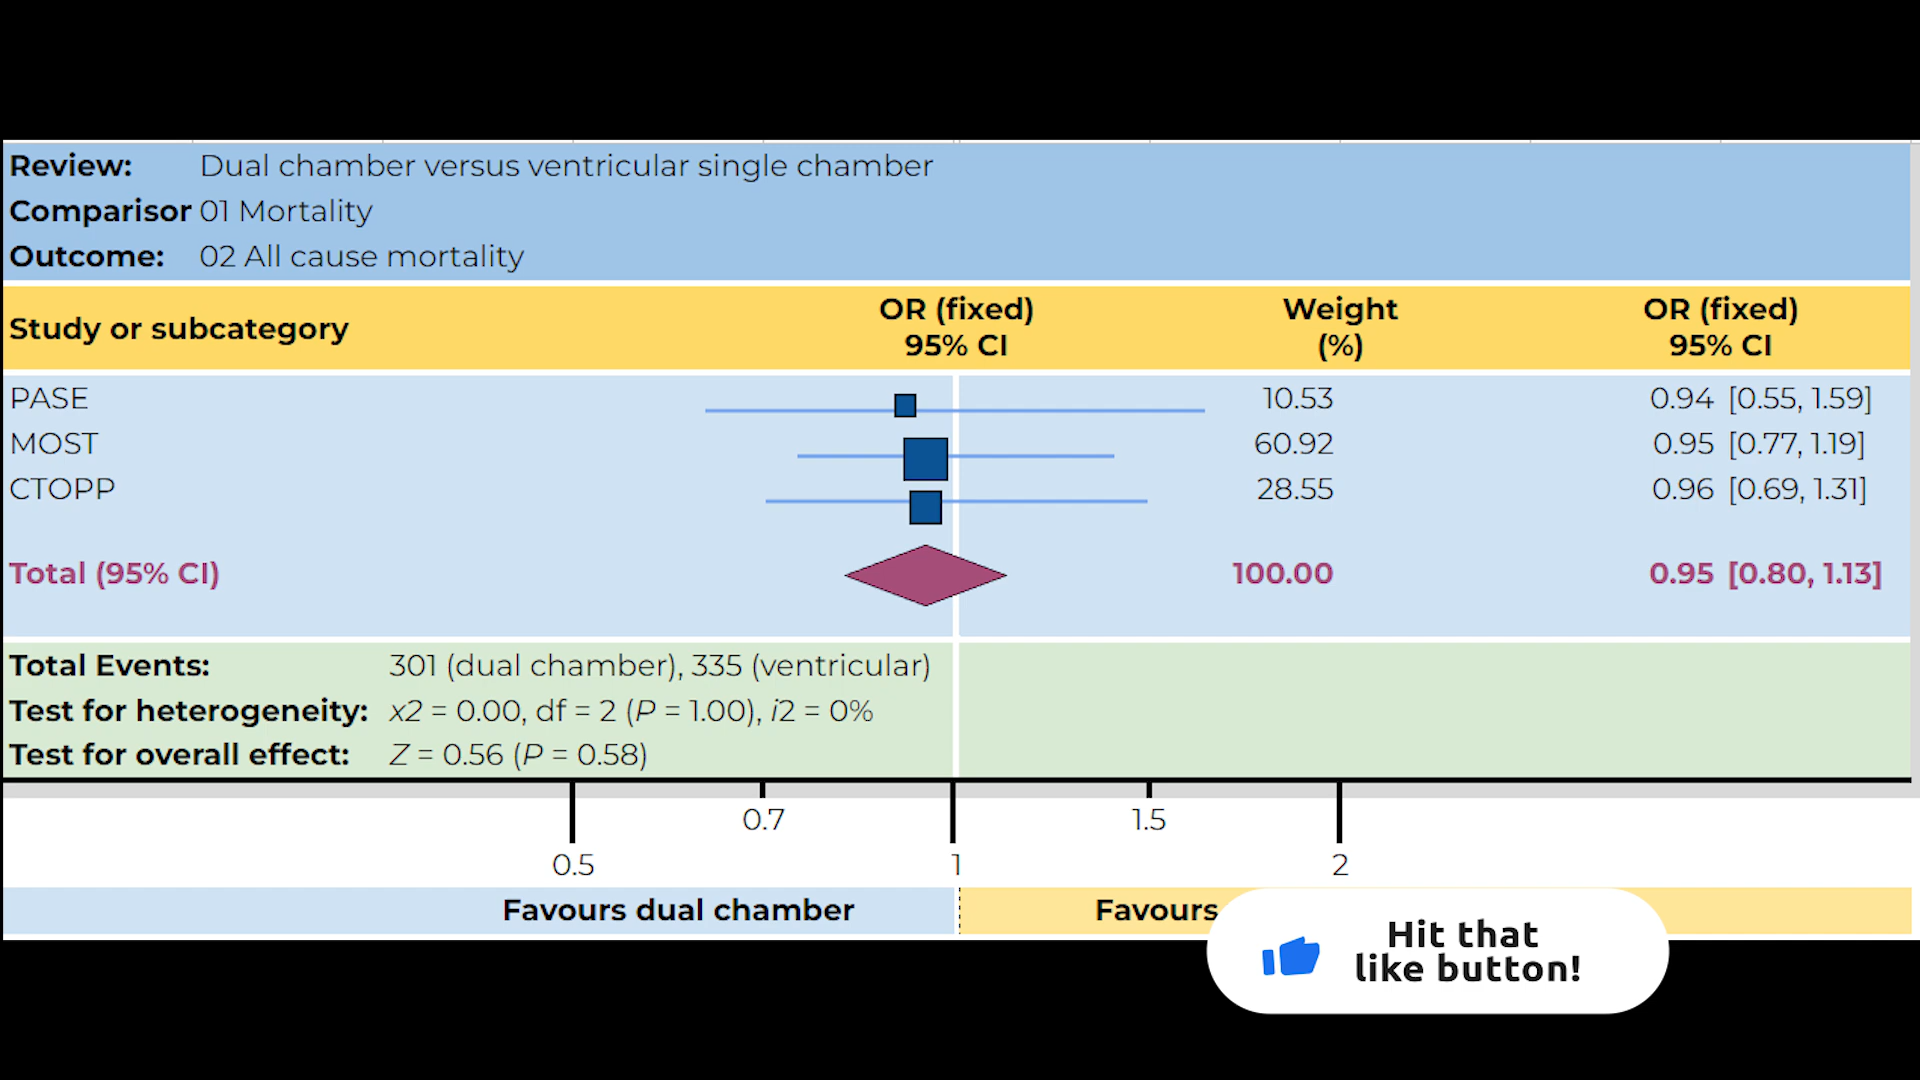 Review: Dual chamber versus ventricular single chamber
Comparisor 01 Mortality
Outcome: 02 All cause mortality
Study or subcategory OR (fixed) 95% CI Weight (%) OR (fixed) 95% CI
PASE 10.53 0.94 [0.55, 1.59]
MOST 60.92 0.95 [0.77, 1.19]
CTOPP 28.55 0.96 [0.69, 1.31]
Total (95% CI) 100.00 0.95 [0.80, 1.13]
Total Events: 301 (dual chamber), 335 (ventricular)
Test for heterogeneity: x2 = 0.00, df = 2 (P = 1.00), i2 = 0%
Test for overall effect: Z = 0.56 (P = 0.58)
0.7 1.5
0.5 1 2
Favours dual chamber Favours
Hit that
like button!